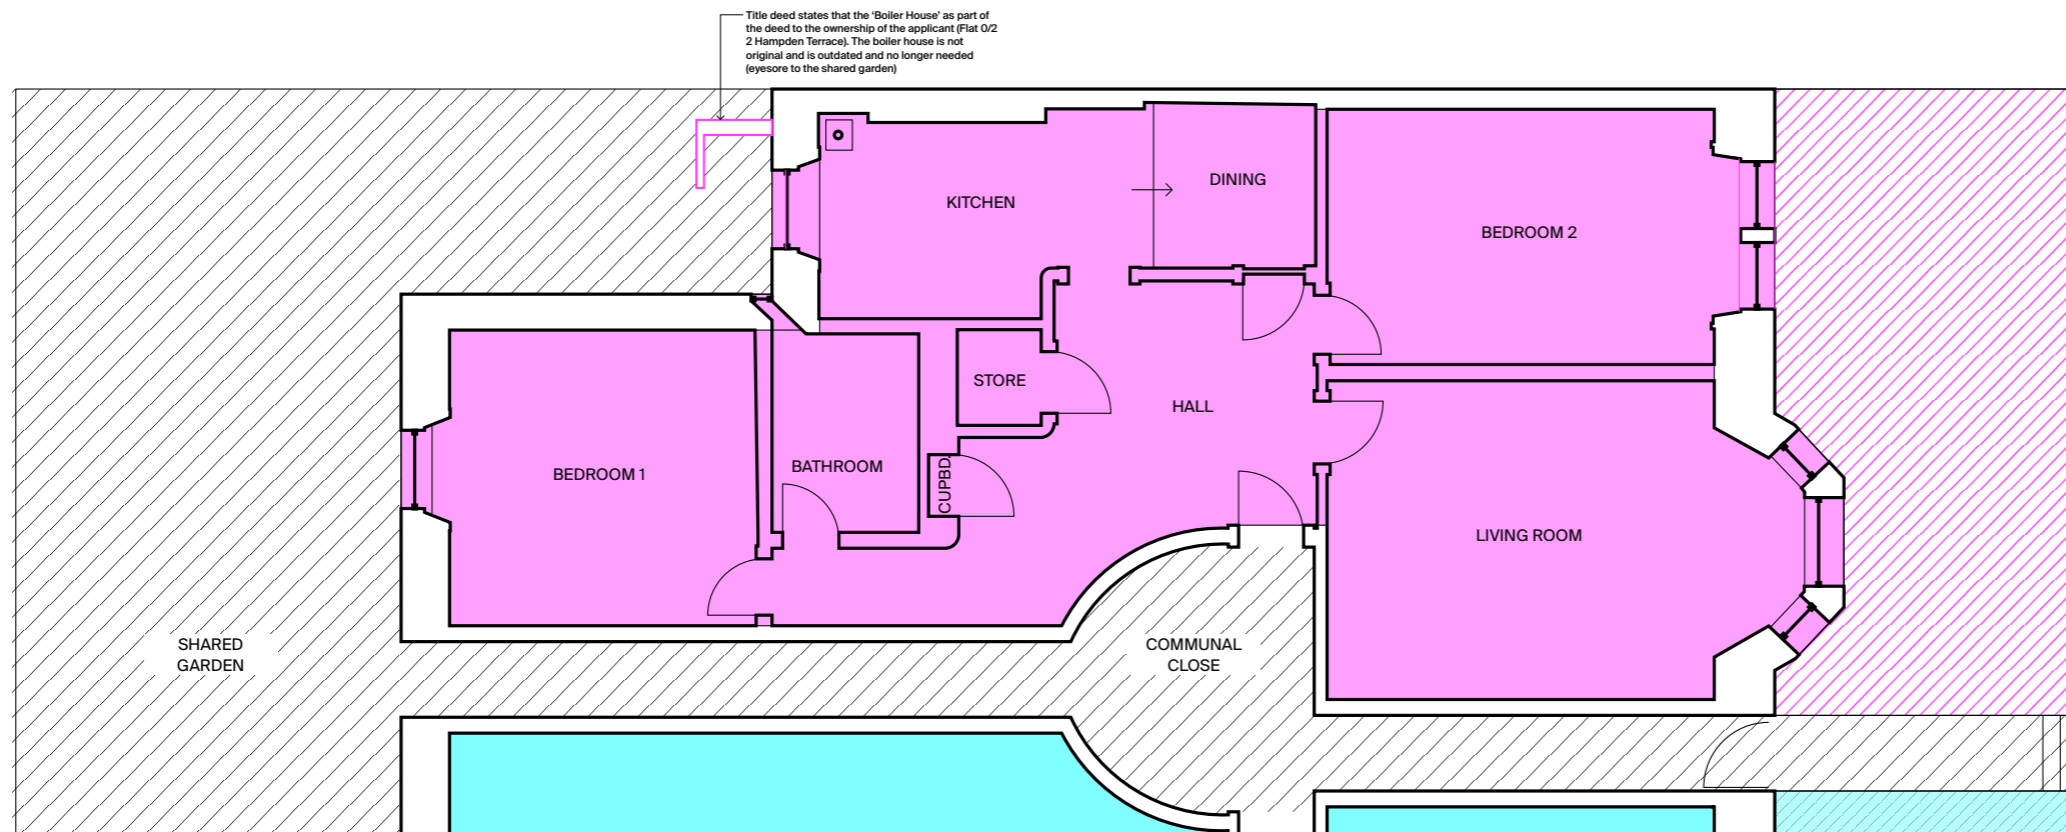 Title deed states that the 'Boiler House' as part of
the deed to the ownership of the applicant (Flat 0/2
2 Hampden Terrace). The boiler house is not
original and is outdated and no longer needed
(eyesore to the shared garden)
KITCHEN
DINING
BEDROOM 2
STORE
HALL
BEDROOM 1
BATHROOM
CUPBD.
LIVING ROOM
SHARED
GARDEN
COMMUNAL
CLOSE